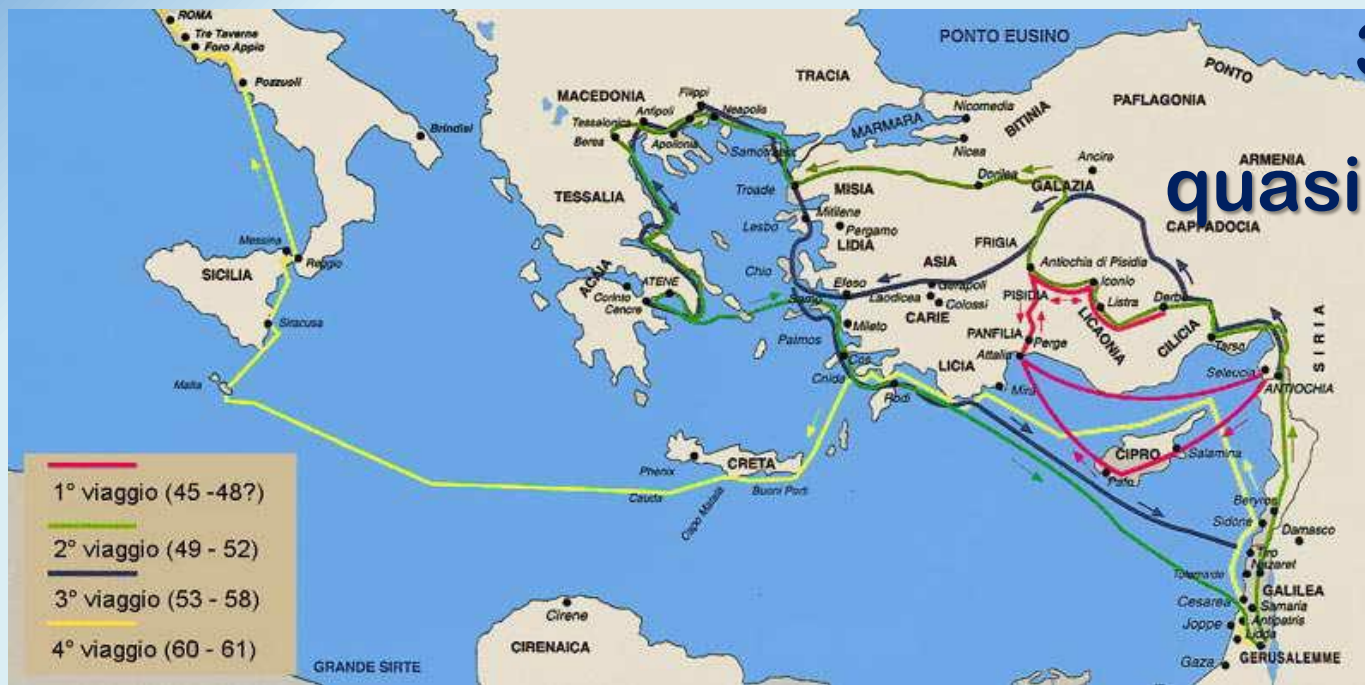 ROMA
Tre Taverne
Foro Appio
Pozzuoli
Brindisi
Messina
Reggio
SICILIA
Siracusa
Malta
MACEDONIA
Filippi
Antipoli
Neapolis
Tessalonica
Berea
Apollonia
TRACIA
PONTO EUSINO
PONTO
PAFLAGONIA
Nicomedia
BITINIA
MARMARA
Nicea
ARMENIA
Ancira
quasi
GALAZIA
CAPPADOCIA
Dorilea
TESSALIA
Troade
MISIA
Mitilene
Lesbo
Pergamo
LIDIA
FRIGIA
Chio
ASIA
Antiochia di Pisidia
Iconio
ATENE
ACAIA
Corinto
Cencre
Samo
Efeso
Laodicea
Colossi
CARIE
PISIDIA
Listra
Derbe
LICAONIA
CILICIA
Mileto
PANFILIA
Perge
Tarso
SIRIA
Cos
Attalia
LICIA
Seleucia
ANTIOCHIA
Cnido
Rodi
Mira
CIPRO
Salamina
Pafo
Phenix
CRETA
Cauda
Capo Matala
Buoni Porti
Sidone
Damasco
Tiro
Nazaret
GALILEA
Cesarea
Samaria
Antipatris
Joppe
Lidda
Gaza
GERUSALEMME
Cirene
CIRENAICA
GRANDE SIRTE
1° viaggio (45 -48?)
2° viaggio (49 - 52)
3° viaggio (53 - 58)
4° viaggio (60 - 61)